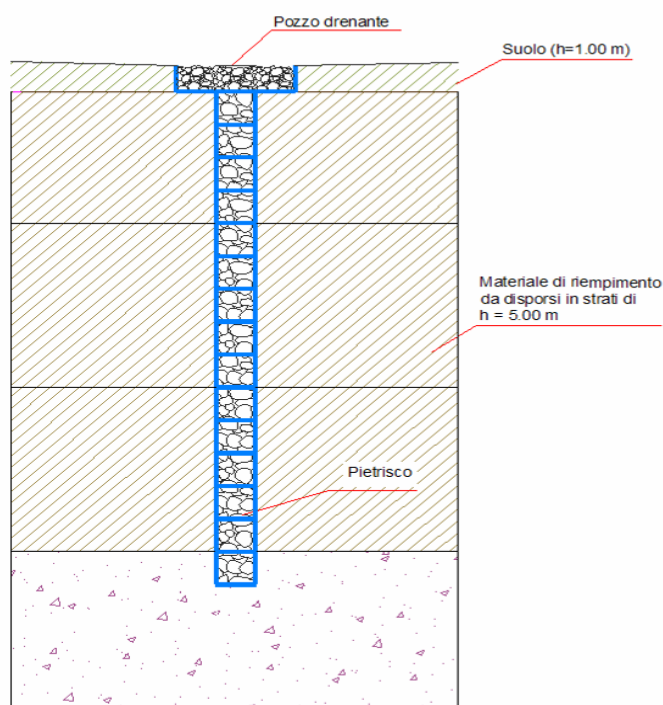 Pozzo drenante
Suolo (h=1.00 m)
Materiale di riempimento
da disporsi in strati di
h = 5.00 m
Pietrisco